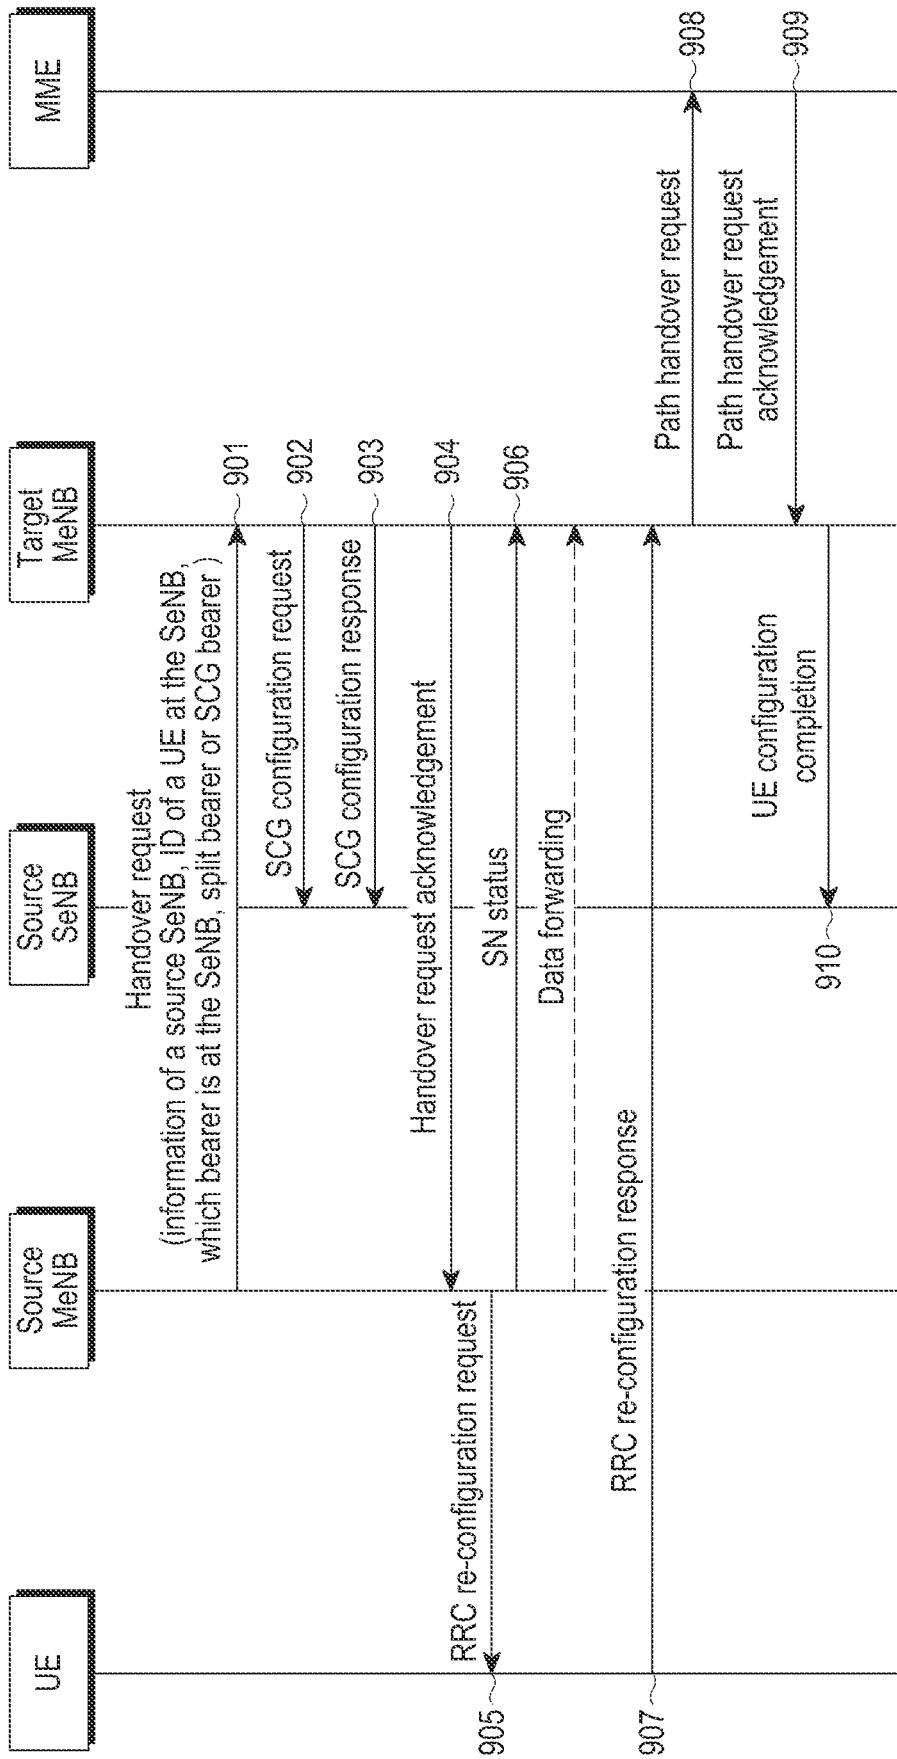 UE
Source
MeNB
Source
SeNB
Target
MeNB
MME
Handover request
(information of a source SeNB, ID of a UE at the SeNB,
which bearer is at the SeNB, split bearer or SCG bearer )
901
SCG configuration request
902
SCG configuration response
903
Handover request acknowledgement
904
RRC re-configuration request
905
SN status
906
Data forwarding
RRC re-configuration response
907
Path handover request
908
Path handover request
acknowledgement
909
UE configuration
completion
910